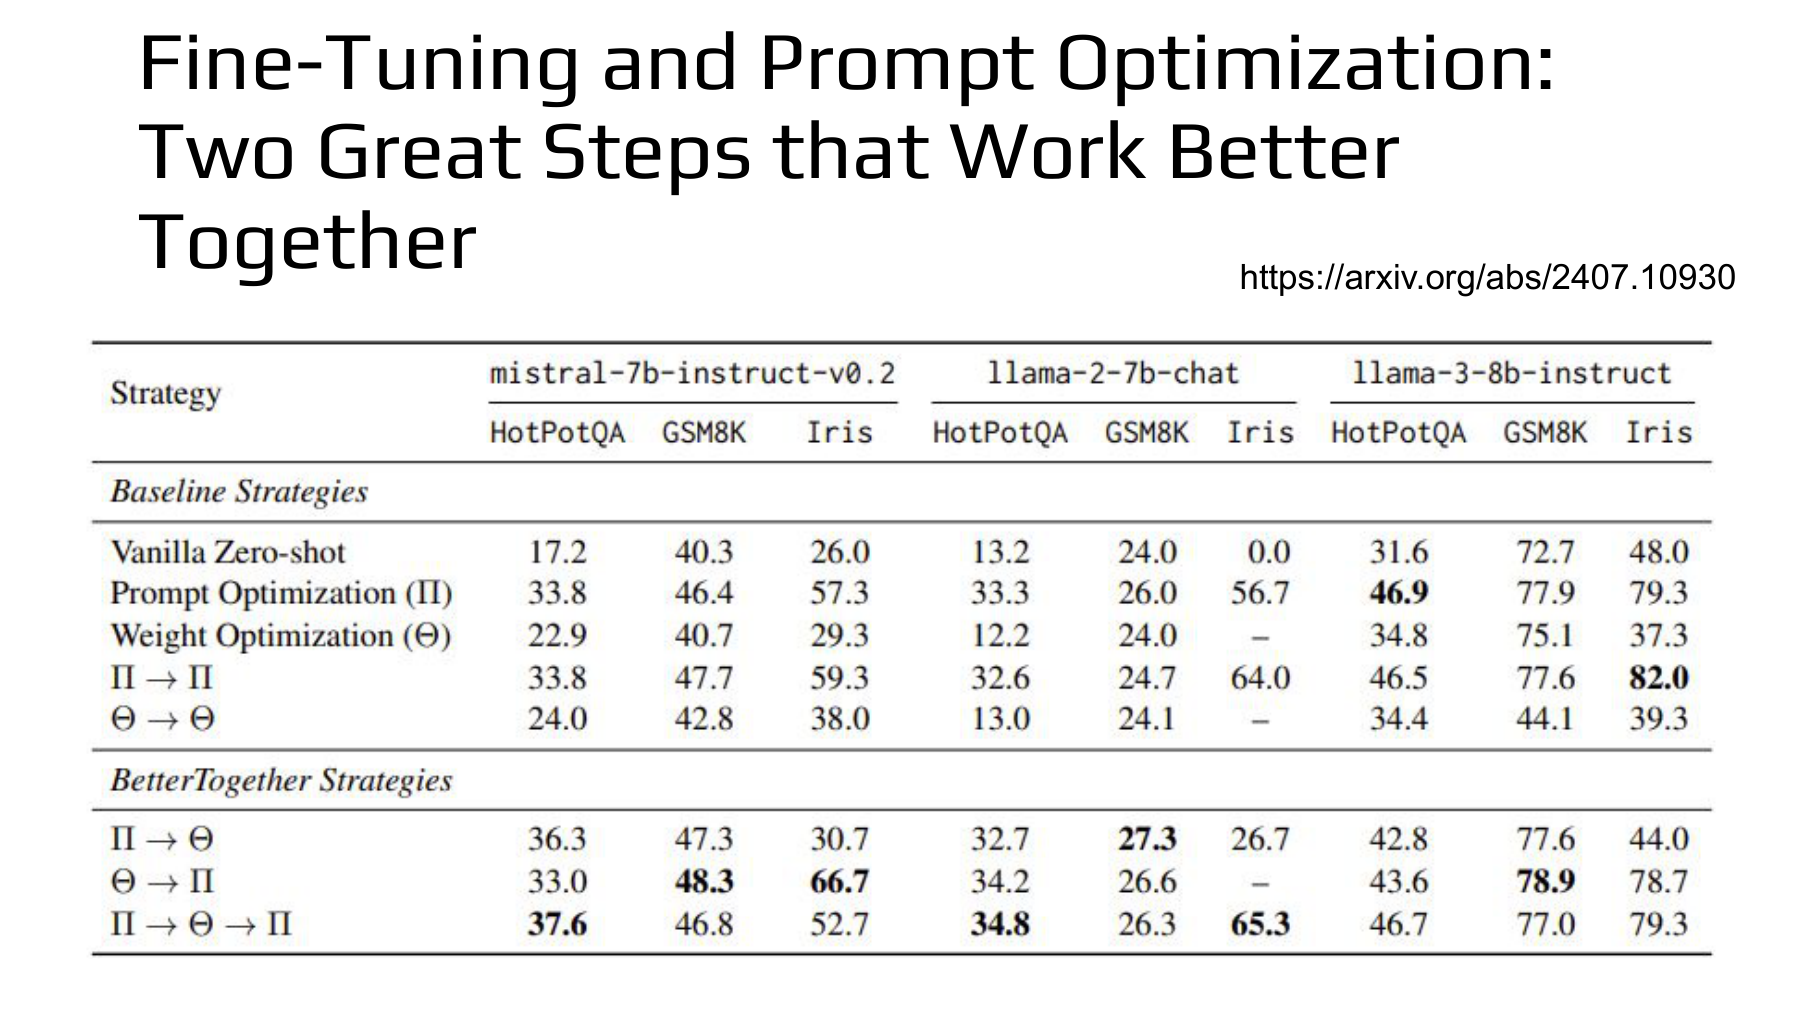 Fine-Tuning and Prompt Optimization:
Two Great Steps that Work Better
Together
https://arxiv.org/abs/2407.10930
Strategy mistral-7b-instruct-v0.2 llama-2-7b-chat llama-3-8b-instruct
HotPotQA GSM8K Iris HotPotQA GSM8K Iris HotPotQA GSM8K Iris
Baseline Strategies
Vanilla Zero-shot 17.2 40.3 26.0 13.2 24.0 0.0 31.6 72.7 48.0
Prompt Optimization (Π) 33.8 46.4 57.3 33.3 26.0 56.7 46.9 77.9 79.3
Weight Optimization (Θ) 22.9 40.7 29.3 12.2 24.0 – 34.8 75.1 37.3
Π → Π 33.8 47.7 59.3 32.6 24.7 64.0 46.5 77.6 82.0
Θ → Θ 24.0 42.8 38.0 13.0 24.1 – 34.4 44.1 39.3
BetterTogether Strategies
Π → Θ 36.3 47.3 30.7 32.7 27.3 26.7 42.8 77.6 44.0
Θ → Π 33.0 48.3 66.7 34.2 26.6 – 43.6 78.9 78.7
Π → Θ → Π 37.6 46.8 52.7 34.8 26.3 65.3 46.7 77.0 79.3